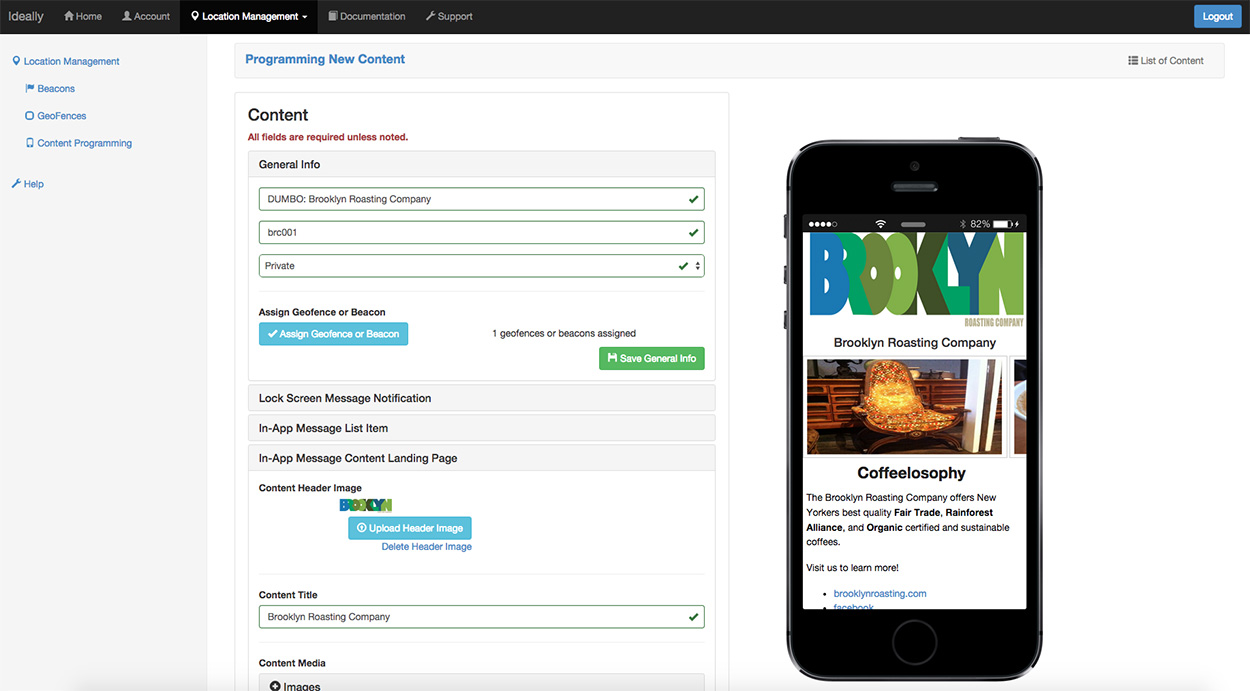 Ideally Home Account Location Management Documentation Support Logout
Location Management
Beacons
GeoFences
Content Programming
Help
Programming New Content
List of Content
Content
All fields are required unless noted.
General Info
DUMBO: Brooklyn Roasting Company
brc001
Private
Assign Geofence or Beacon
Assign Geofence or Beacon
1 geofences or beacons assigned
Save General Info
Lock Screen Message Notification
In-App Message List Item
In-App Message Content Landing Page
Content Header Image
BROOKLYN
Upload Header Image
Delete Header Image
Content Title
Brooklyn Roasting Company
Content Media
Images
82%
BROOKLYN
ROASTING COMPANY
Brooklyn Roasting Company
Coffeelosophy
The Brooklyn Roasting Company offers New
Yorkers best quality Fair Trade, Rainforest
Alliance, and Organic certified and sustainable
coffees.
Visit us to learn more!
brooklynroasting.com
facebook